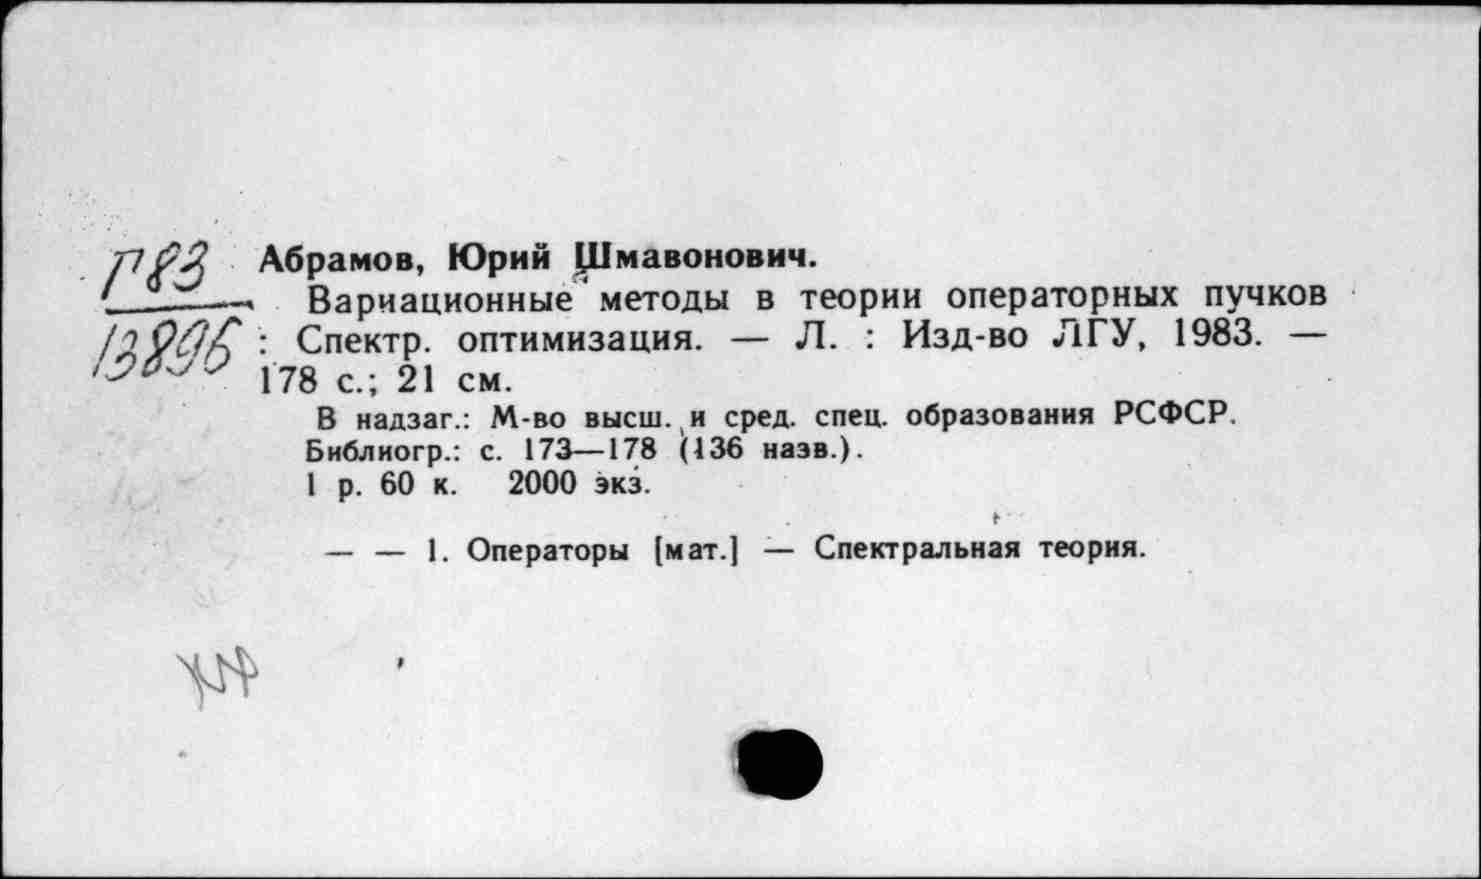 П83
Абрамов, Юрий Шмавонович.
Вариационные методы в теории операторных пучков
13896
: Спектр. оптимизация. — Л. : Изд-во ЛГУ, 1983. —
178 с.; 21 см.
В надзаг.: М-во высш. и сред. спец. образования РСФСР.
Библиогр.: с. 173—178 (136 назв.).
1 р. 60 к. 2000 экз.
— — 1. Операторы [мат.] — Спектральная теория.